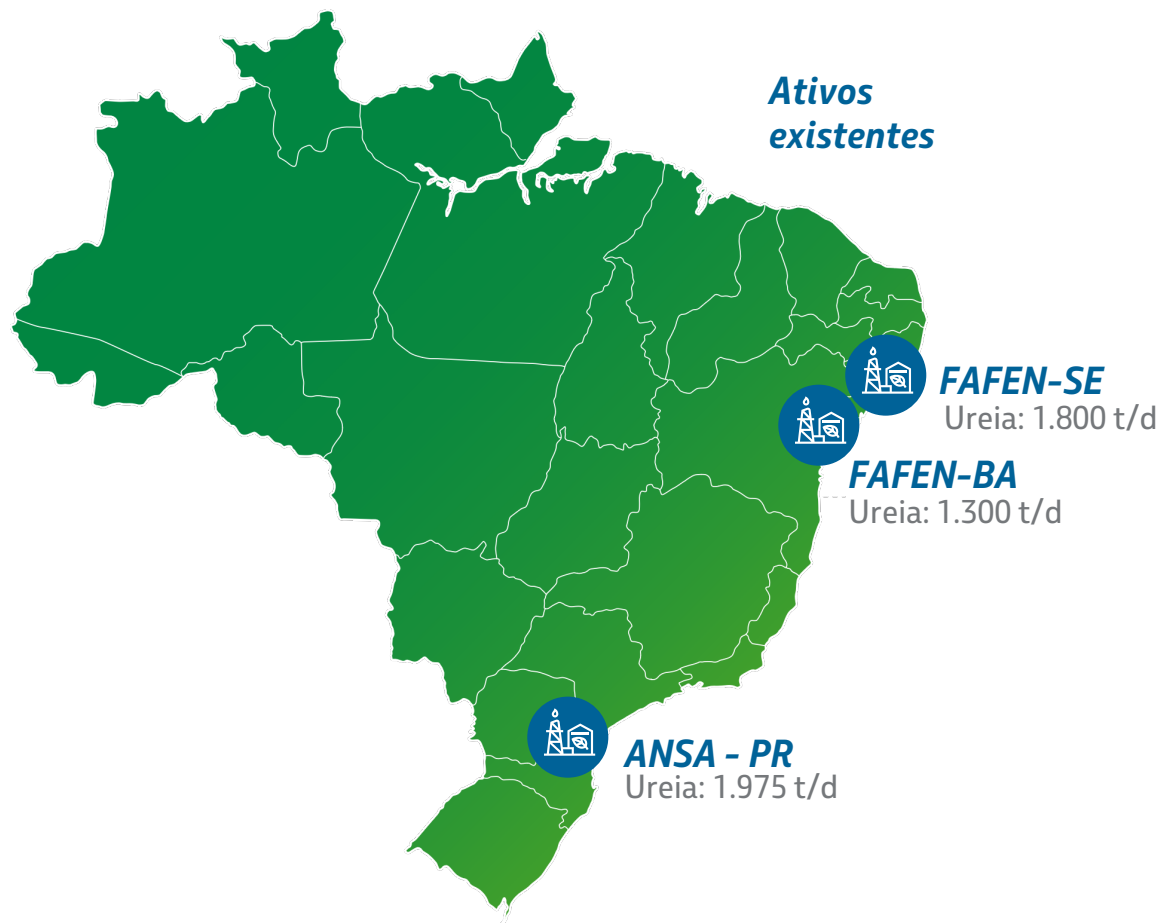 Ativos
existentes
FAFEN-SE
Ureia: 1.800 t/d
FAFEN-BA
Ureia: 1.300 t/d
ANSA - PR
Ureia: 1.975 t/d